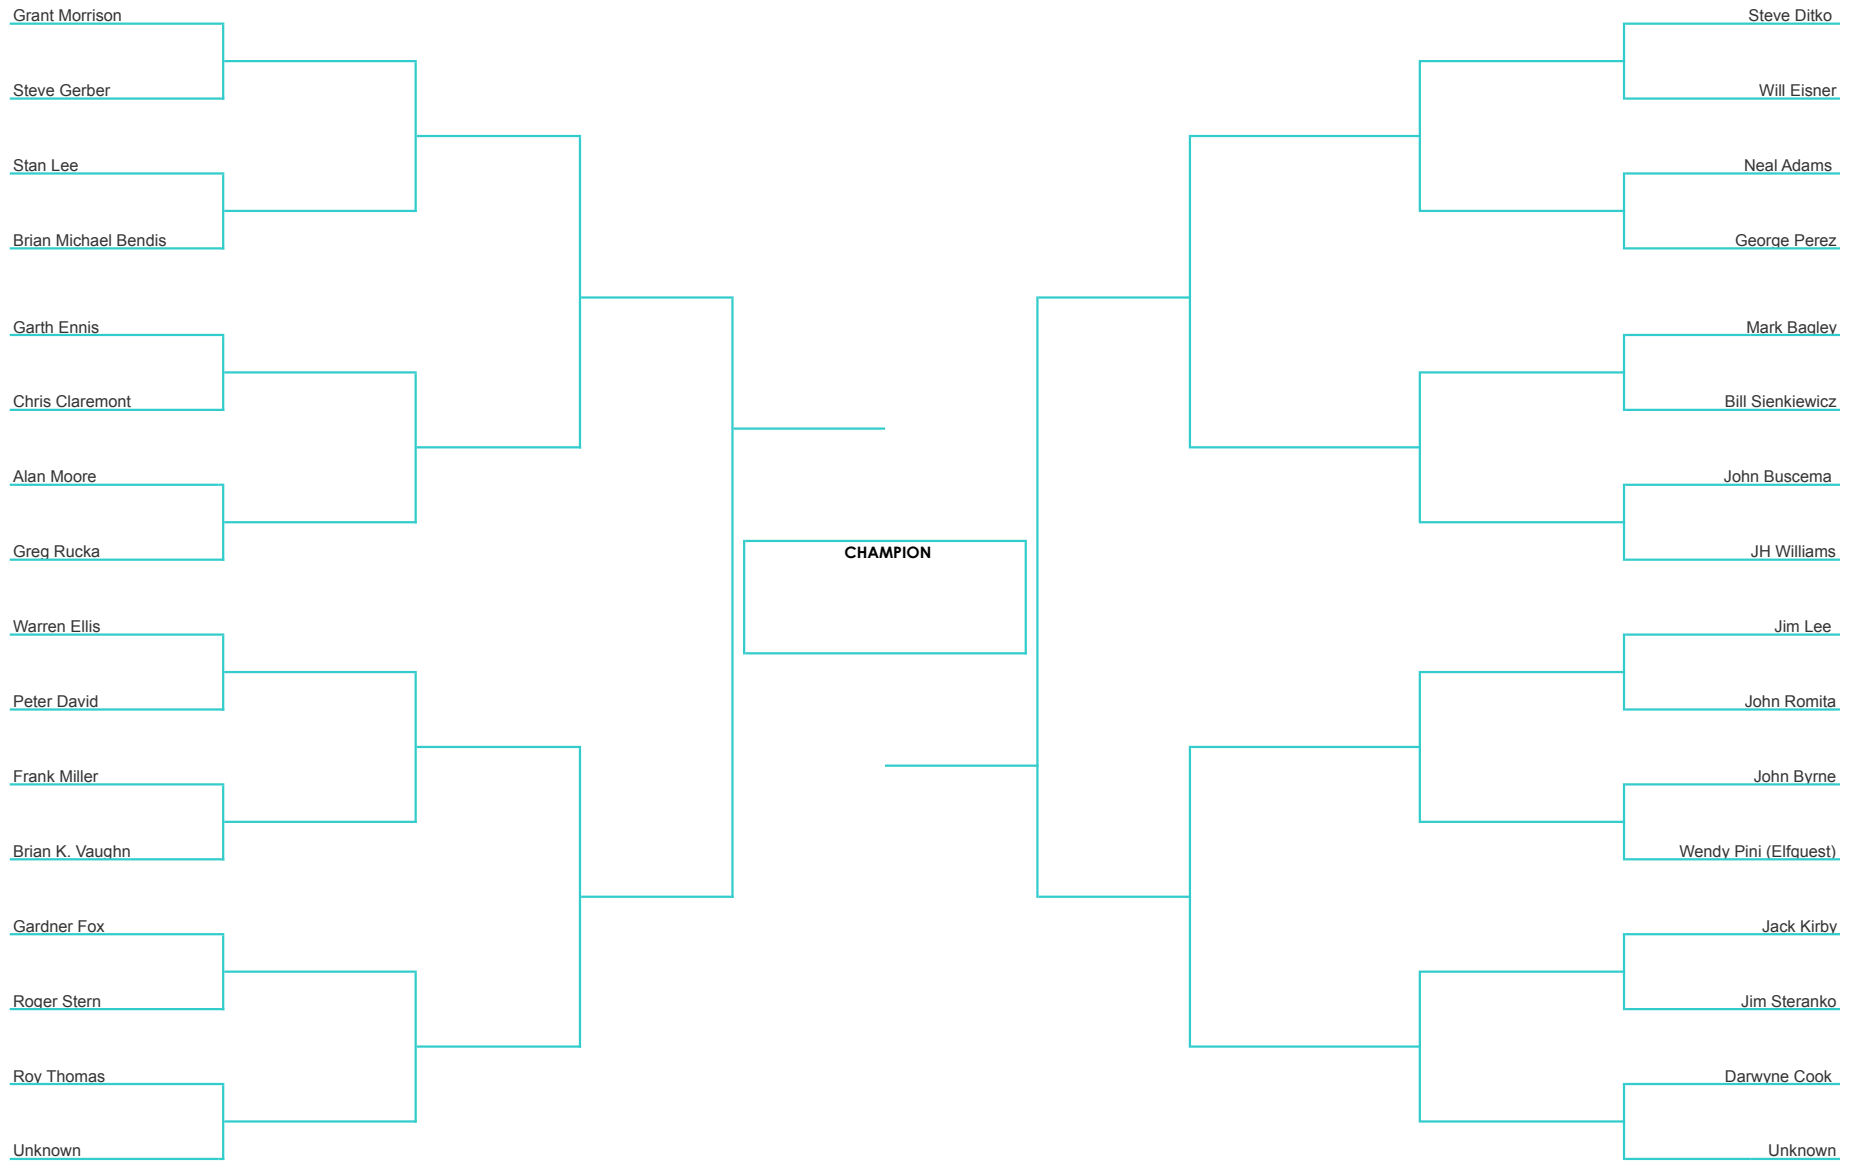 Grant Morrison
Steve Gerber
Stan Lee
Brian Michael Bendis
Garth Ennis
Chris Claremont
Alan Moore
Greg Rucka
Warren Ellis
Peter David
Frank Miller
Brian K. Vaughn
Gardner Fox
Roger Stern
Roy Thomas
Unknown
CHAMPION
Steve Ditko
Will Eisner
Neal Adams
George Perez
Mark Bagley
Bill Sienkiewicz
John Buscema
JH Williams
Jim Lee
John Romita
John Byrne
Wendy Pini (Elfquest)
Jack Kirby
Jim Steranko
Darwyne Cook
Unknown